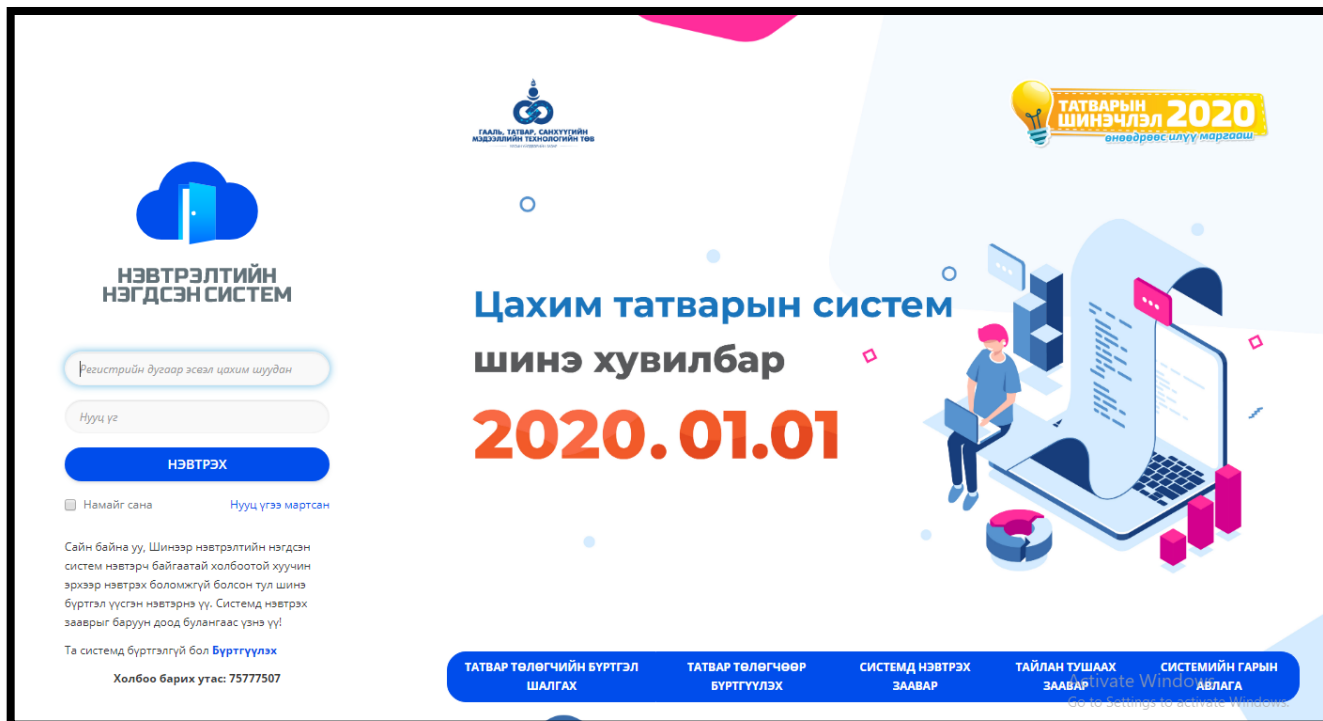 НЭВТРЭЛТИЙН
НЭГДСЭН СИСТЕМ
Регистрийн дугаар эсвэл цахим шуудан
Нууц үг
НЭВТРЭХ
Намайг сана
Нууц үгээ мартсан
Сайн байна уу, Шинээр нэвтрэлтийн нэгдсэн
систем нэвтэрч байгаатай холбоотой хуучин
эрхээр нэвтрэх боломжгүй болсон тул шинэ
бүртгэл үүсгэн нэвтэрнэ үү. Системд нэвтрэх
зааврыг баруун доод булангаас үзнэ үү!
Та системд бүртгэлгүй бол Бүртгүүлэх
Холбоо барих утас: 75777507
ГААЛЬ, ТАТВАР, САНХҮҮГИЙН
МЭДЭЭЛЛИЙН ТЕХНОЛОГИЙН ТӨВ
ТАТВАРЫН
ШИНЭЧЛЭЛ 2020
өнөөдрөөс илүү маргааш
Цахим татварын систем
шинэ хувилбар
2020.01.01
ТАТВАР ТӨЛӨГЧИЙН БҮРТГЭЛ
ШАЛГАХ
ТАТВАР ТӨЛӨГЧӨӨР
БҮРТГҮҮЛЭХ
СИСТЕМД НЭВТРЭХ
ЗААВАР
ТАЙЛАН ТУШААХ
ЗААВАР
СИСТЕМИЙН ГАРЫН
АВЛАГА
Activate Windows
Go to Settings to activate Windows.